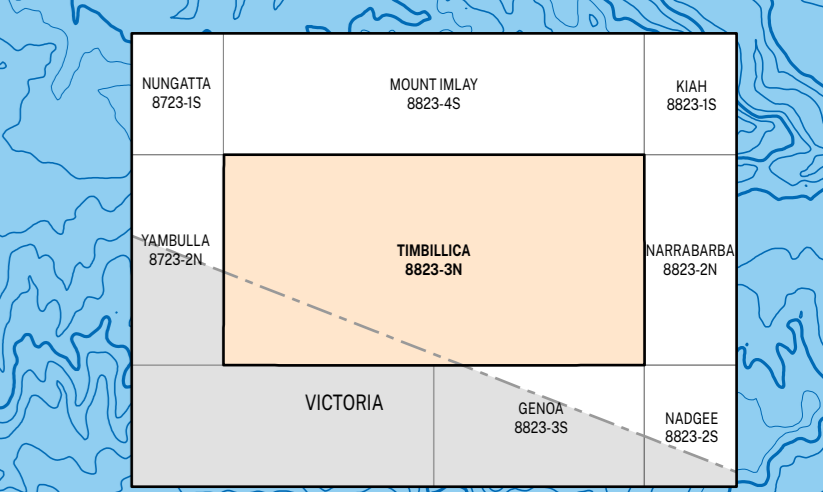 NUNGATTA
8723-1S
MOUNT IMLAY
8823-4S
KIAH
8823-1S
YAMBULLA
8723-2N
TIMBILLICA
8823-3N
NARRABARBA
8823-2N
VICTORIA
GENOA
8823-3S
NADGEE
8823-2S